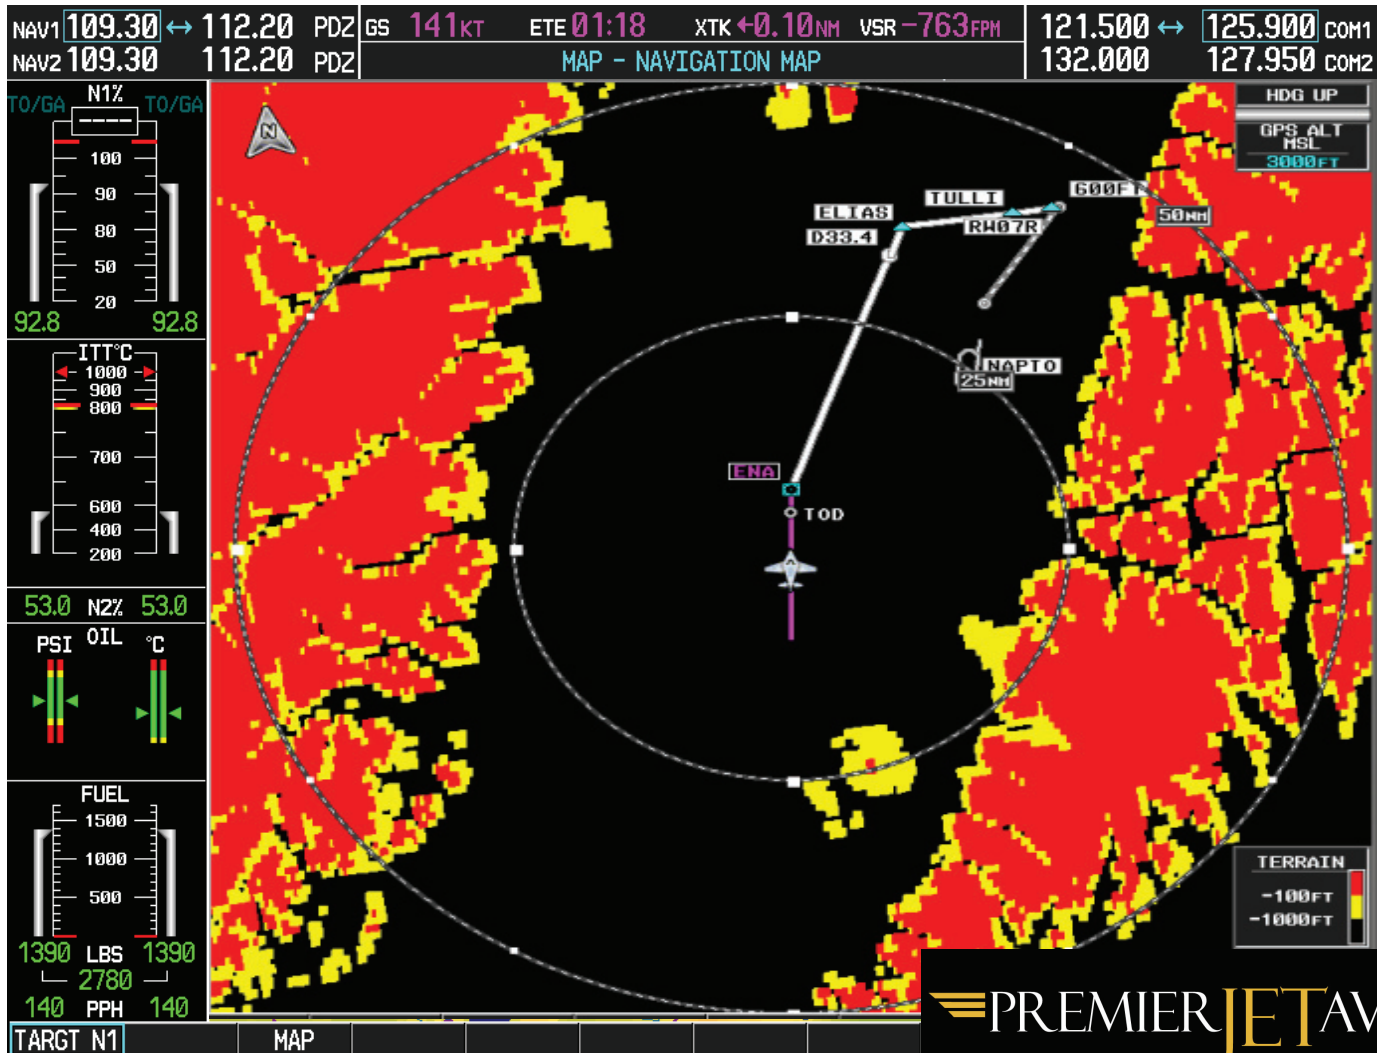 NAV1 109.30 ↔ 112.20 PDZ
NAV2 109.30 112.20 PDZ
GS 141KT ETE 01:18 XTK ←0.10NM VSR -763FPM
MAP - NAVIGATION MAP
121.500 ↔ 125.900 COM1
132.000 127.950 COM2
TO/GA N1% TO/GA
----
100
90
80
50
20
92.8 92.8
ITT°C
1000
900
800
700
600
400
200
53.0 N2% 53.0
PSI OIL °C
FUEL
1500
1000
500
1390 LBS 1390
2780
140 PPH 140
N
HDG UP
GPS ALT
MSL
3000FT
600FT
TULLI
ELIAS
50NM
RW07R
D33.4
NAPTO
25NM
ENA
TOD
TERRAIN
-100FT
-1000FT
PREMIERJETAV
TARGT N1 MAP